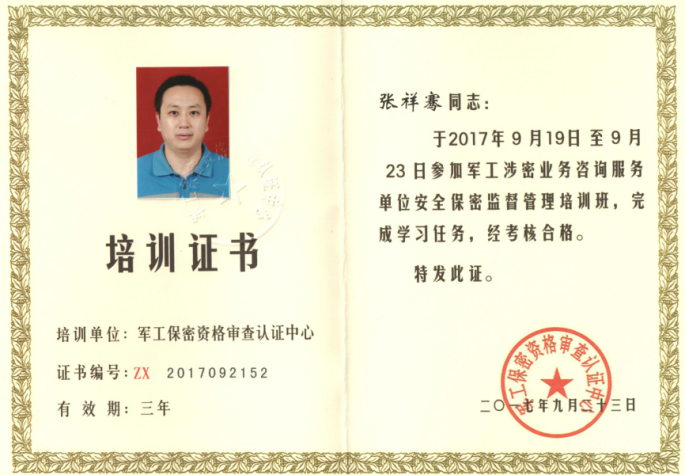 培训证书
培训单位：军工保密资格审查认证中心
证书编号：ZX 2017092152
有 效 期：三年
张祥骞同志：
于2017年9月19日至9月
23日参加军工涉密业务咨询服务
单位安全保密监督管理培训班，完
成学习任务，经考核合格。
特发此证。
军工保密资格审查认证中心
二〇一七年九月二十三日